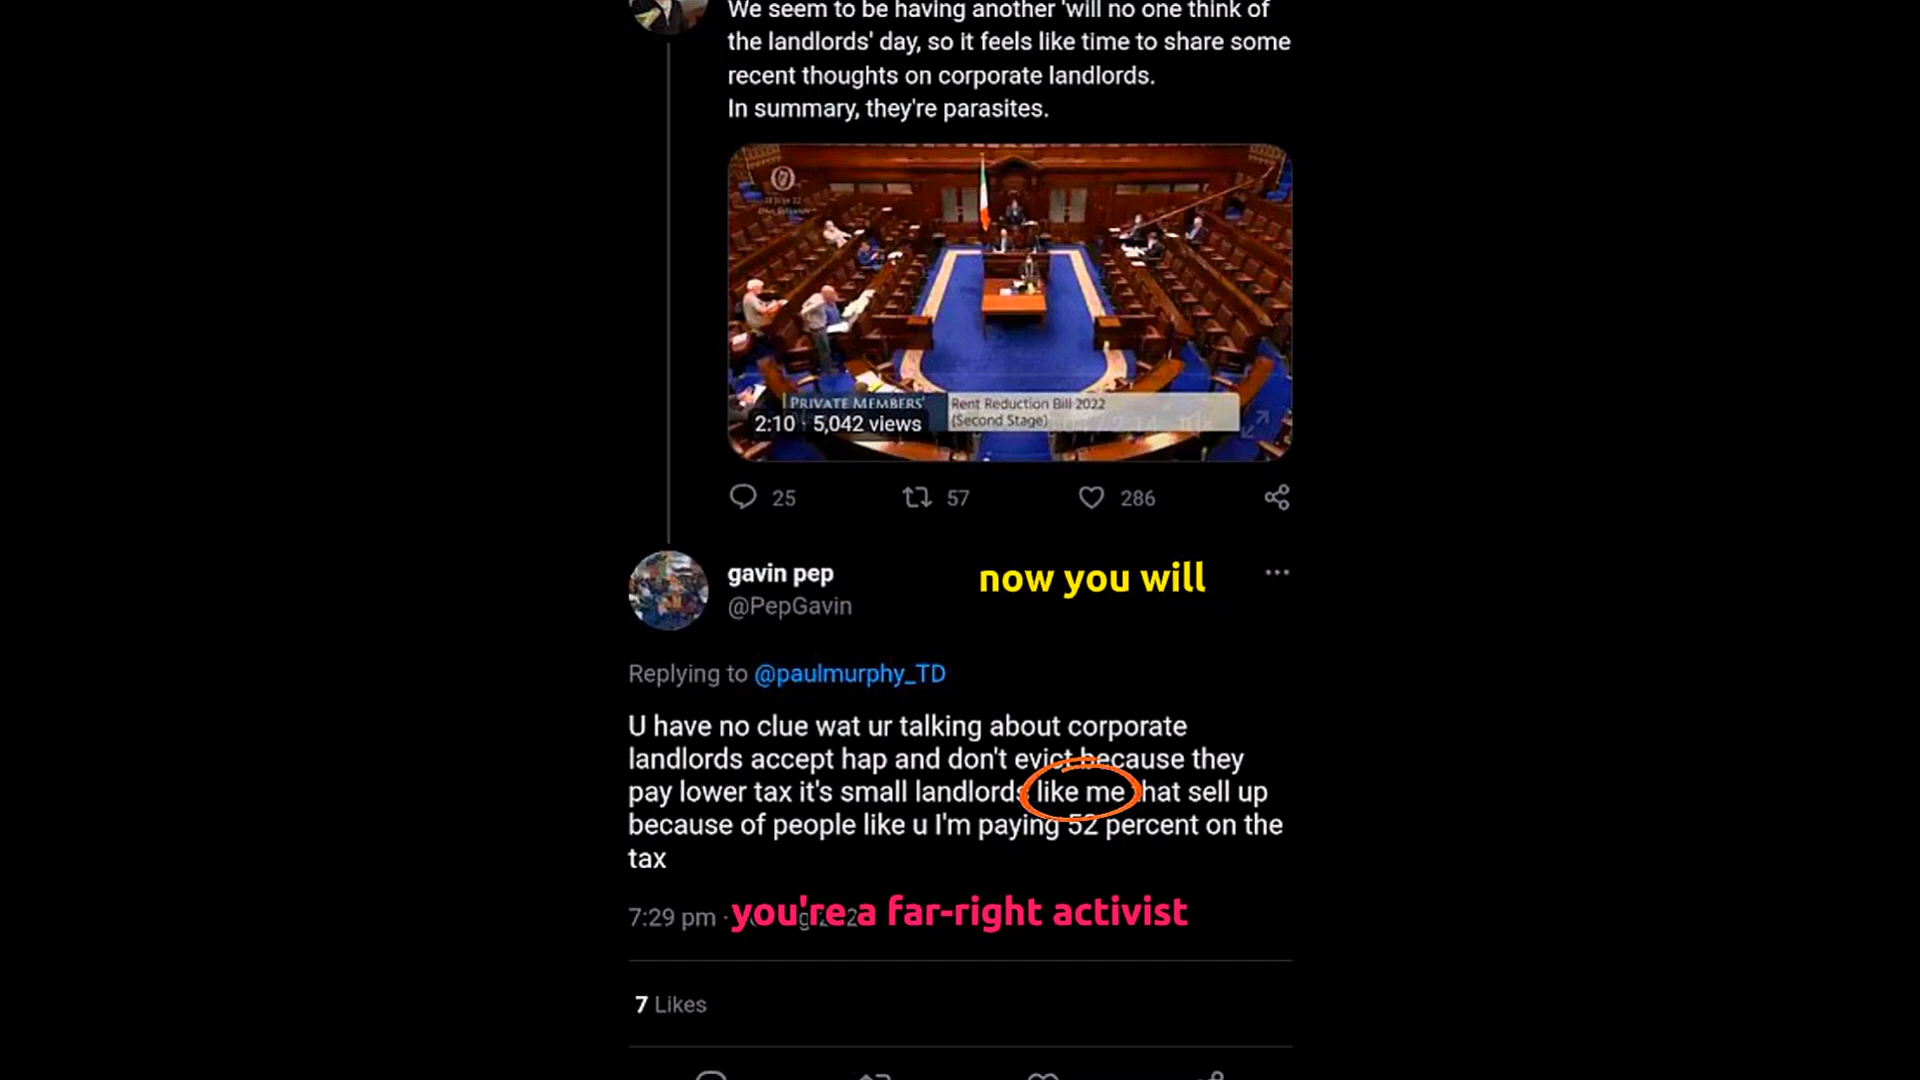 We seem to be having another 'will no one think of
the landlords' day, so it feels like time to share some
recent thoughts on corporate landlords.
In summary, they're parasites.
PRIVATE MEMBERS'
Rent Reduction Bill 2022
(Second Stage)
2:10 · 5,042 views
25
57
286
gavin pep
now you will
@PepGavin
Replying to @paulmurphy_TD
U have no clue wat ur talking about corporate
landlords accept hap and don't evict because they
pay lower tax it's small landlords like me that sell up
because of people like u I'm paying 52 percent on the
tax
7:29 pm ·
you're a far-right activist
7 Likes